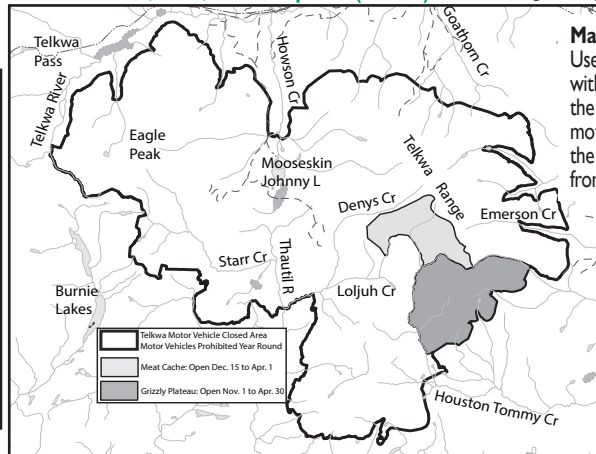 Telkwa
Pass
Telkwa River
Eagle
Peak
Howson Cr
Goathorn Cr
Ma
Use
with
the
mot
the
from
Mooseskin
Johnny L
Telkwa Range
Denys Cr
Emerson Cr
Starr Cr
Thautil R
Loljuh Cr
Burnie
Lakes
Telkwa Motor Vehicle Closed Area
Motor Vehicles Prohibited Year Round
Meat Cache: Open Dec. 15 to Apr. 1
Grizzly Plateau: Open Nov. 1 to Apr. 30
Houston Tommy Cr